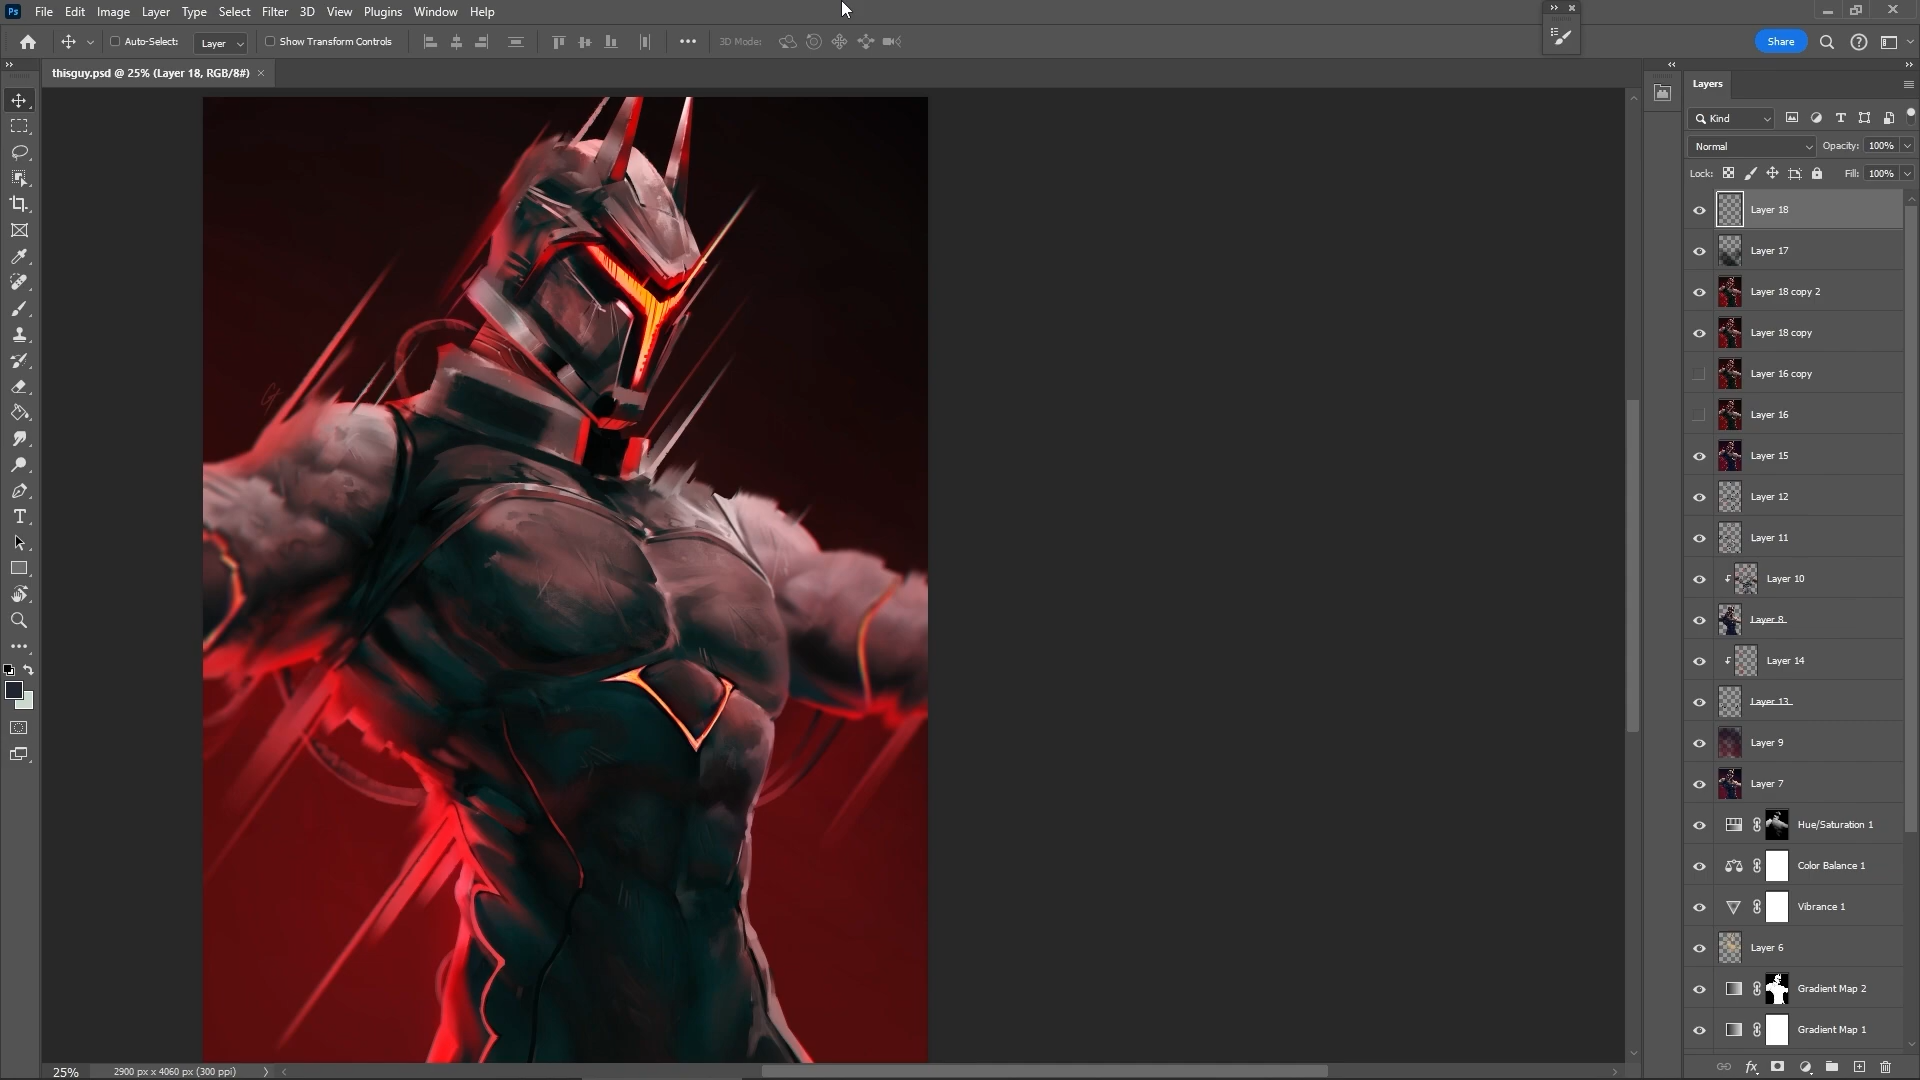 Ps File Edit Image Layer Type Select Filter 3D View Plugins Window Help
Auto-Select: Layer Show Transform Controls 3D Mode: Share
thisguy.psd @ 25% (Layer 18, RGB/8#)
Layers
Kind
Normal Opacity: 100%
Lock: Fill: 100%
Layer 18
Layer 17
Layer 18 copy 2
Layer 18 copy
Layer 16 copy
Layer 16
Layer 15
Layer 12
Layer 11
Layer 10
Layer 8
Layer 14
Layer 13
Layer 9
Layer 7
Hue/Saturation 1
Color Balance 1
Vibrance 1
Layer 6
Gradient Map 2
Gradient Map 1
25% 2900 px x 4060 px (300 ppi)